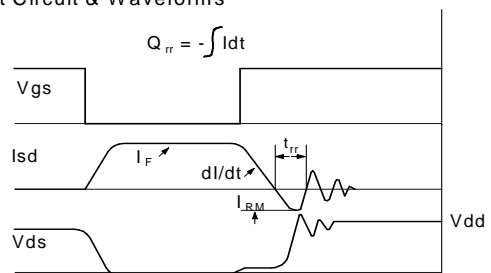 t Circuit & Waveforms
Q rr = - ∫ Idt
Vgs
Isd
I F
dI/dt
t rr
I RM
Vds
Vdd